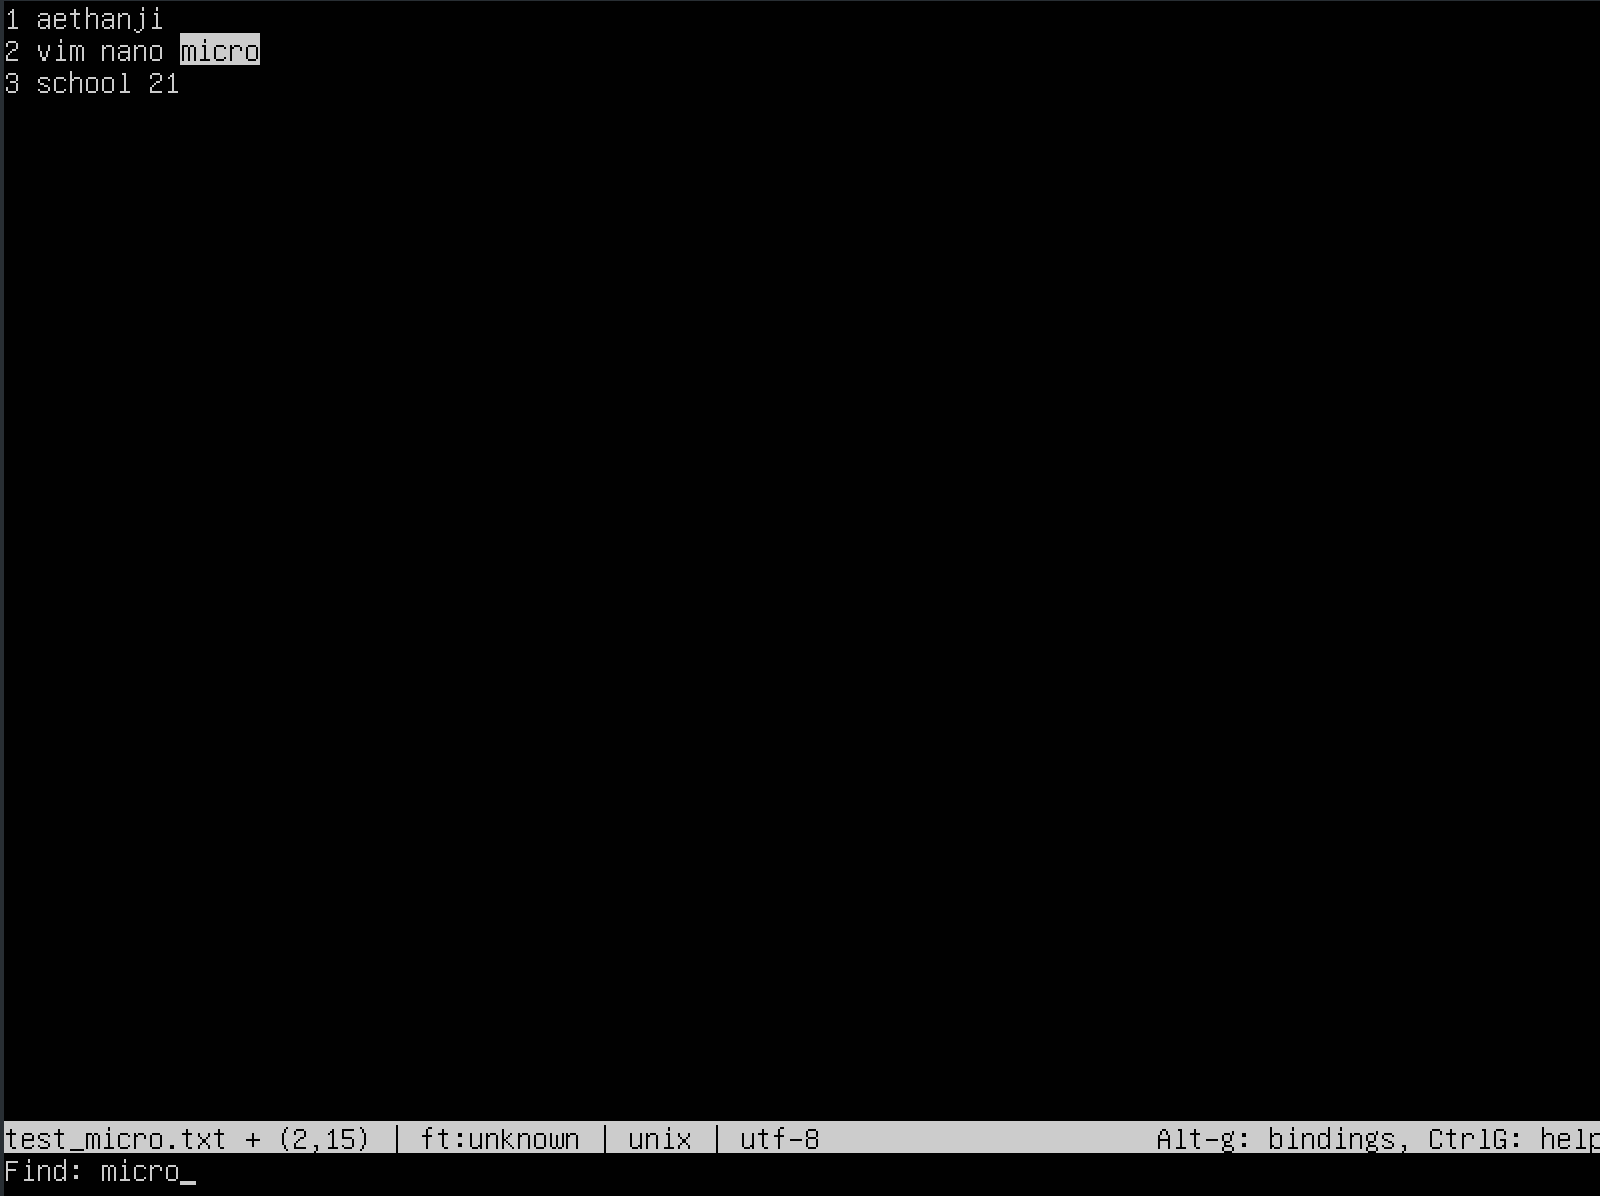 1 aethanji
2 vim nano micro
3 school 21
test_micro.txt + (2,15) | ft:unknown | unix | utf-8 Alt-g: bindings, CtrlG: help
Find: micro_